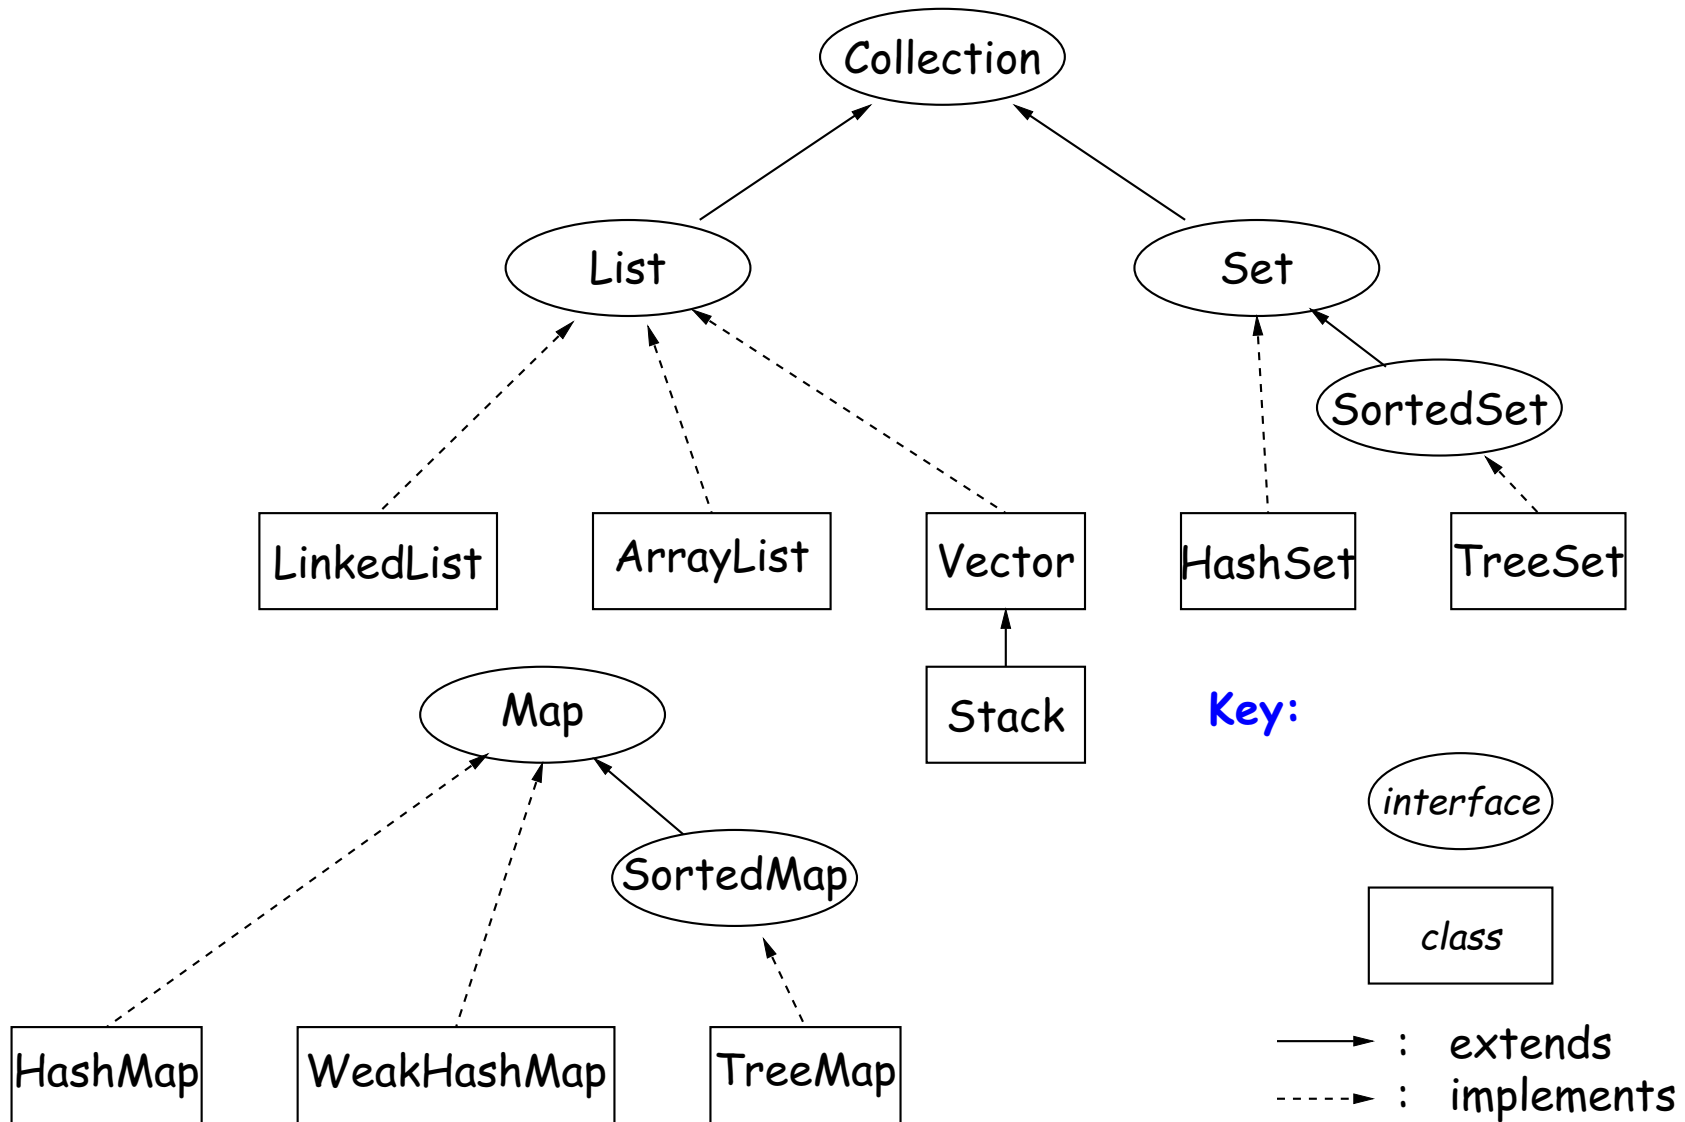 Collection
List
Set
SortedSet
LinkedList
ArrayList
Vector
HashSet
TreeSet
Map
Stack
Key:
interface
SortedMap
class
HashMap
WeakHashMap
TreeMap
: extends
: implements